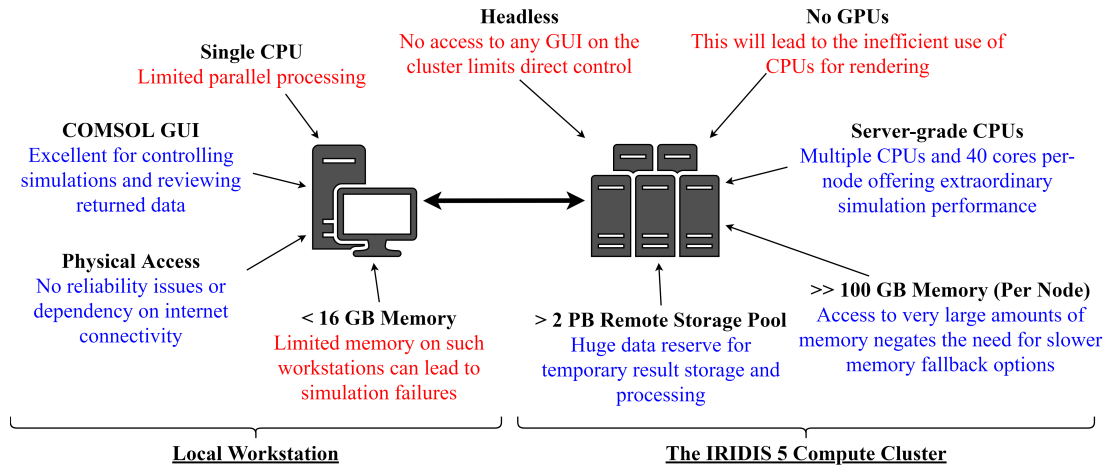 Single CPU
Limited parallel processing
COMSOL GUI
Excellent for controlling
simulations and reviewing
returned data
Physical Access
No reliability issues or
dependency on internet
connectivity
< 16 GB Memory
Limited memory on such
workstations can lead to
simulation failures
Local Workstation
Headless
No access to any GUI on the
cluster limits direct control
No GPUs
This will lead to the inefficient use of
CPUs for rendering
Server-grade CPUs
Multiple CPUs and 40 cores per-
node offering extraordinary
simulation performance
> 2 PB Remote Storage Pool
Huge data reserve for
temporary result storage and
processing
>> 100 GB Memory (Per Node)
Access to very large amounts of
memory negates the need for slower
memory fallback options
The IRIDIS 5 Compute Cluster